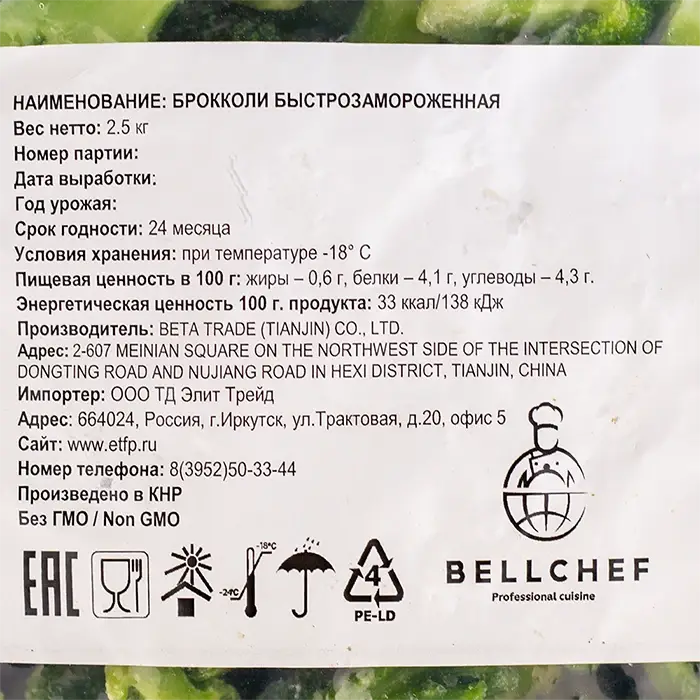 НАИМЕНОВАНИЕ: БРОККОЛИ БЫСТРОЗАМОРОЖЕННАЯ
Вес нетто: 2.5 кг
Номер партии:
Дата выработки:
Год урожая:
Срок годности: 24 месяца
Условия хранения: при температуре -18° С
Пищевая ценность в 100 г: жиры – 0,6 г, белки – 4,1 г, углеводы – 4,3 г.
Энергетическая ценность 100 г. продукта: 33 ккал/138 кДж
Производитель: BETA TRADE (TIANJIN) CO., LTD.
Адрес: 2-607 MEINIAN SQUARE ON THE NORTHWEST SIDE OF THE INTERSECTION OF
DONGTING ROAD AND NUJIANG ROAD IN HEXI DISTRICT, TIANJIN, CHINA
Импортер: ООО ТД Элит Трейд
Адрес: 664024, Россия, г.Иркутск, ул.Трактовая, д.20, офис 5
Сайт: www.etfp.ru
Номер телефона: 8(3952)50-33-44
Произведено в КНР
Без ГМО / Non GMO
EAC
-18°C
-24°C
4
PE-LD
BELLCHEF
Professional cuisine